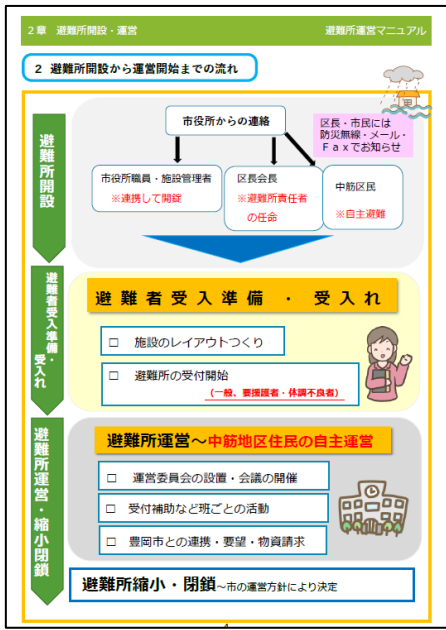 2章　避難所開設・運営
避難所運営マニュアル
2 避難所開設から運営開始までの流れ
避難所開設
市役所からの連絡
区長・市民には
防災無線・メール・
Faxでお知らせ
市役所職員・施設管理者
※連携して開錠
区長会長
※避難所責任者
の任命
中筋区民
※自主避難
避難者受入準備・
受入れ
避難者受入準備 ・ 受入れ
□ 施設のレイアウトつくり
□ 避難所の受付開始
(一般、要援護者・体調不良者)
避難所運営・縮小閉鎖
避難所運営～中筋地区住民の自主運営
□ 運営委員会の設置・会議の開催
□ 受付補助など班ごとの活動
□ 豊岡市との連携・要望・物資請求
避難所縮小・閉鎖～市の運営方針により決定